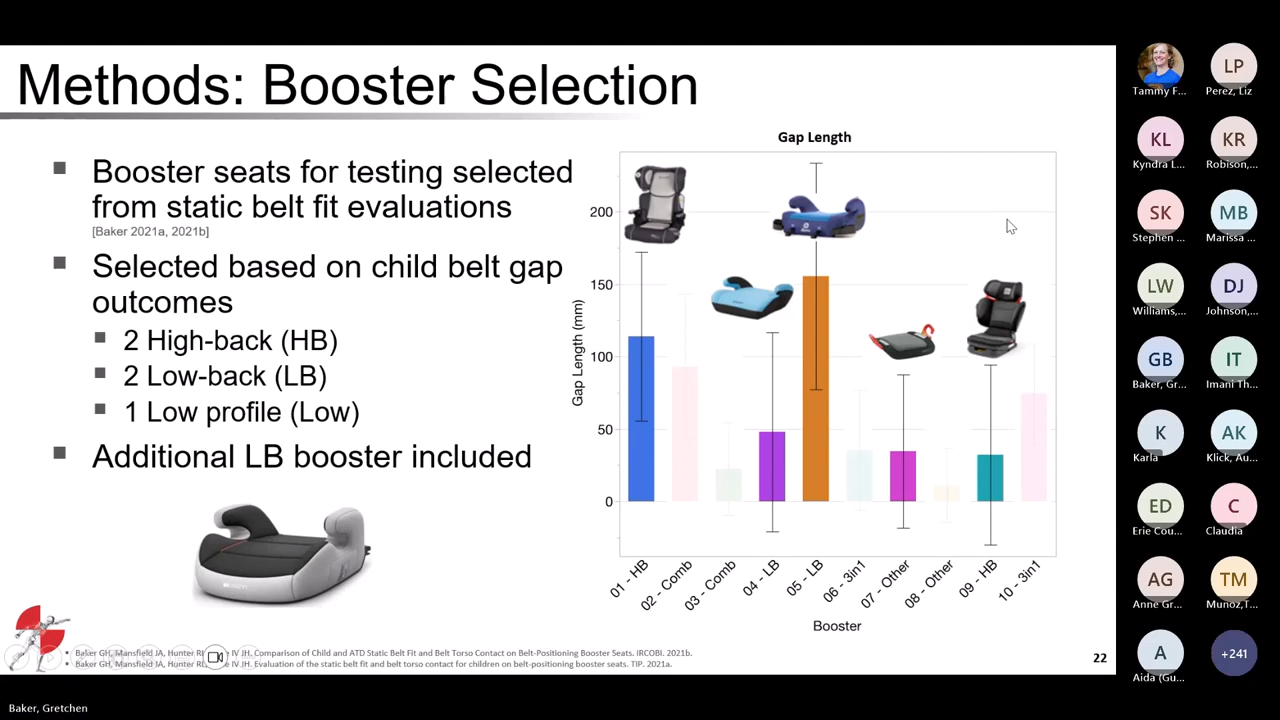 Methods: Booster Selection
Booster seats for testing selected
from static belt fit evaluations
[Baker 2021a, 2021b]
Selected based on child belt gap
outcomes
2 High-back (HB)
2 Low-back (LB)
1 Low profile (Low)
Additional LB booster included
Gap Length
Gap Length (mm)
200
150
100
50
0
01 - HB
02 - Comb
03 - Comb
04 - LB
05 - LB
06 - 3in1
07 - Other
08 - Other
09 - HB
10 - 3in1
Booster
Baker GH, Mansfield JA, Hunter IV JH. Comparison of Child and ATD Static Belt Fit and Belt Torso Contact on Belt-Positioning Booster Seats. IRCOBI. 2021b.
Baker GH, Mansfield JA, Hunter IV JH. Evaluation of the static belt fit and belt torso contact for children on belt-positioning booster seats. TIP. 2021a.
22
Baker, Gretchen
Tammy F...
LP
Perez, Liz
KL
Kyndra L...
KR
Robison,...
SK
Stephen ...
MB
Marissa ...
LW
Williams,...
DJ
Johnson,...
GB
Baker, Gr...
IT
Imani Th...
K
Karla
AK
Klick, Au...
ED
Erie Cou...
C
Claudia
AG
Anne Gr...
TM
Munoz,T...
A
Aida (Gu...
+241